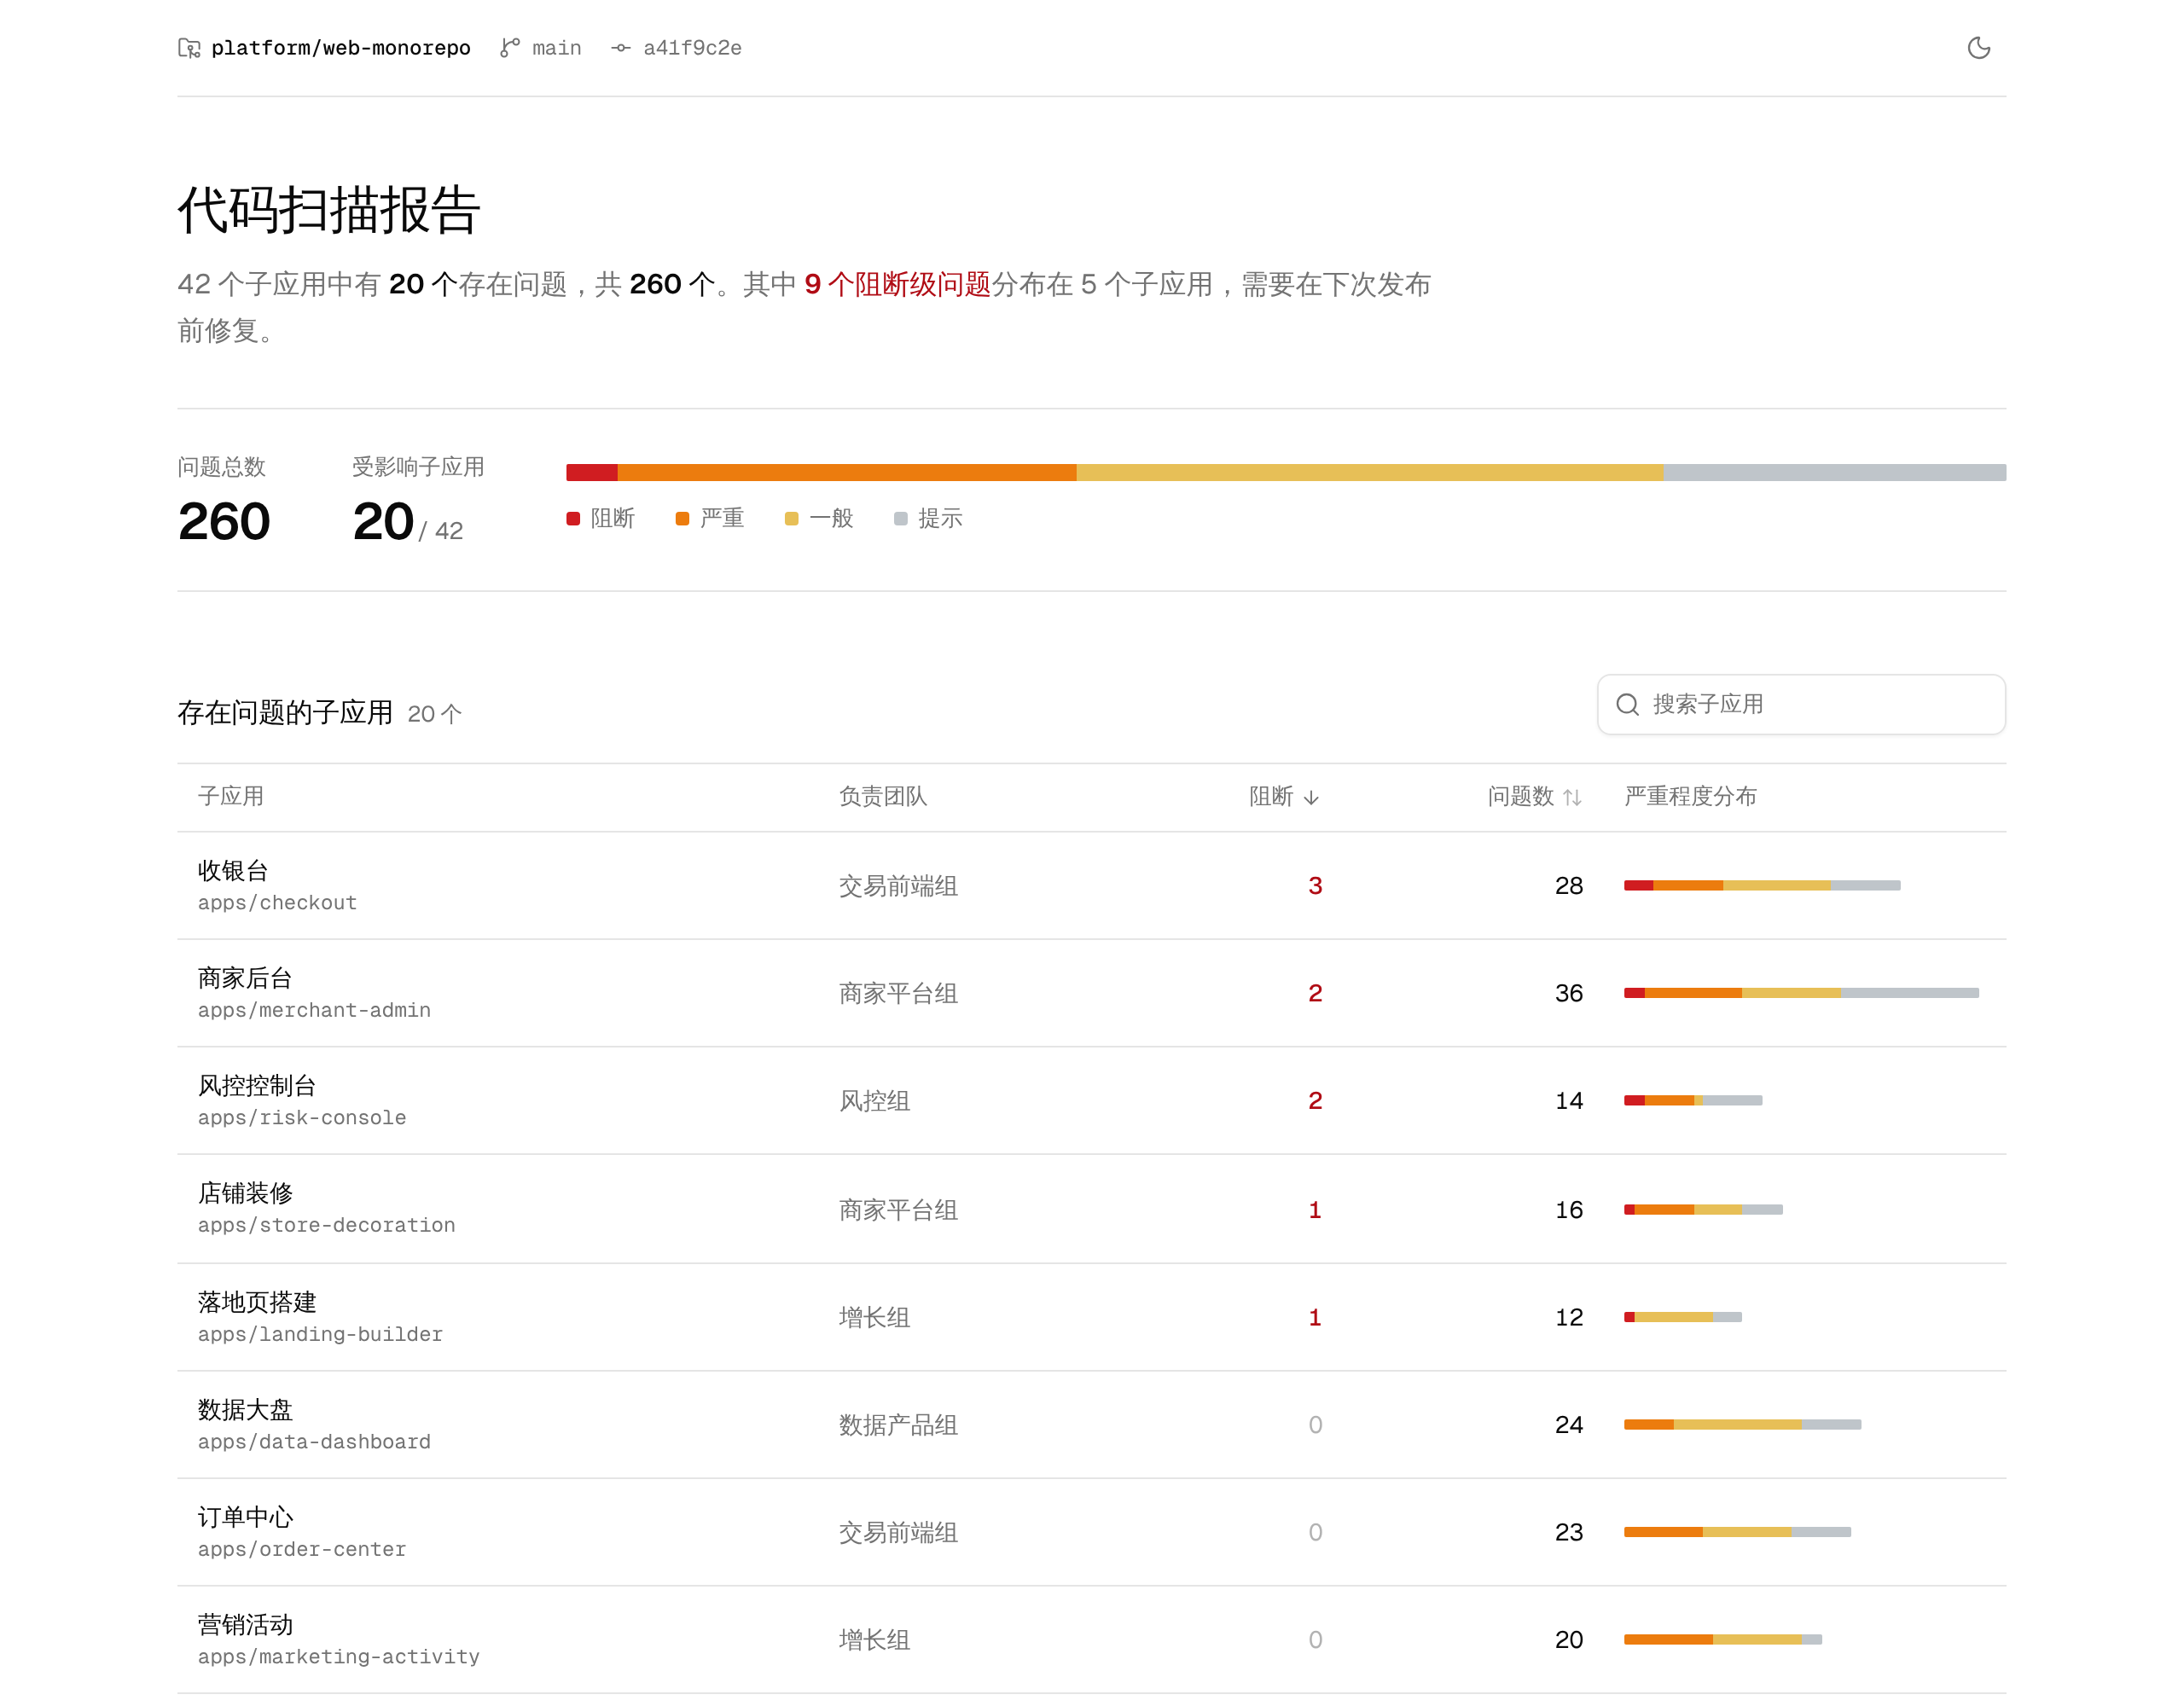 platform/web-monorepo main a41f9c2e
代码扫描报告
42 个子应用中有 20 个存在问题，共 260 个。其中 9 个阻断级问题分布在 5 个子应用，需要在下次发布
前修复。
问题总数 受影响子应用
260 20 / 42
阻断 严重 一般 提示
存在问题的子应用 20 个
搜索子应用
子应用 负责团队 阻断 问题数 严重程度分布
收银台
apps/checkout
交易前端组 3 28
商家后台
apps/merchant-admin
商家平台组 2 36
风控控制台
apps/risk-console
风控组 2 14
店铺装修
apps/store-decoration
商家平台组 1 16
落地页搭建
apps/landing-builder
增长组 1 12
数据大盘
apps/data-dashboard
数据产品组 0 24
订单中心
apps/order-center
交易前端组 0 23
营销活动
apps/marketing-activity
增长组 0 20